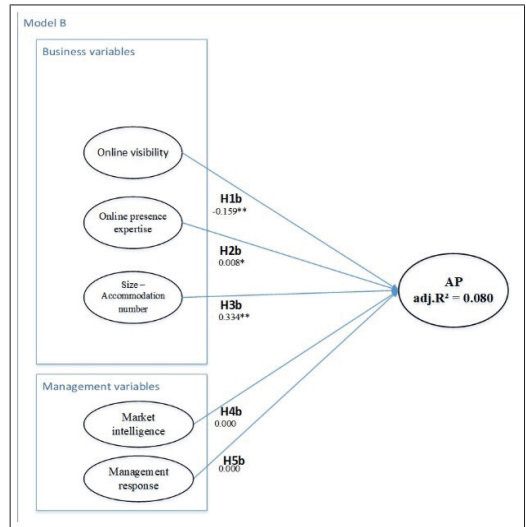 Model B
Business variables
Online visibility
H1b
-0.159**
Online presence
expertise
H2b
0.008*
Size –
Accommodation
number
H3b
0.334**
AP
adj.R² = 0.080
Management variables
Market
intelligence
H4b
0.000
Management
response
H5b
0.000